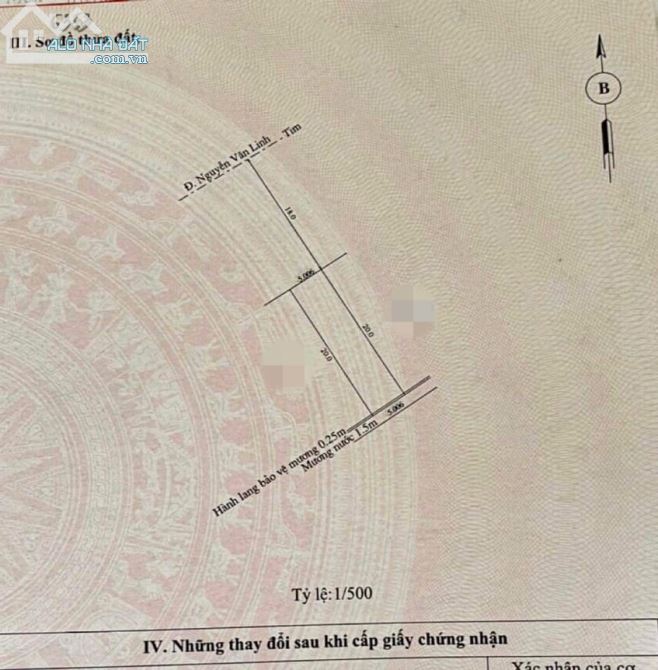 III. Sơ đồ thửa đất:
ALO NHÀ ĐẤT
.com.vn
B
Đ. Nguyễn Văn Linh - Tim
18.0
5.006
20.0
20.0
5.006
Hành lang bảo vệ mương 0.25m
Mương nước 1.5m
Tỷ lệ:1/500
IV. Những thay đổi sau khi cấp giấy chứng nhận
Xác nhận của cơ